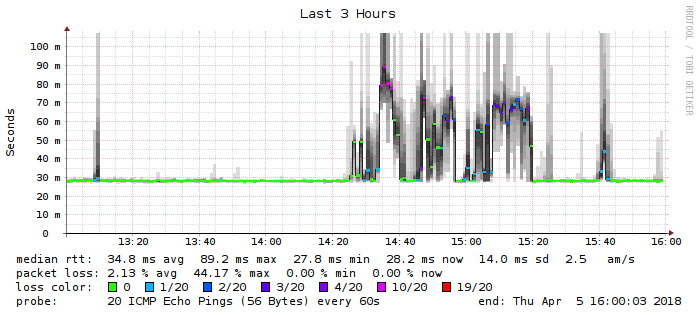 Last 3 Hours
RRDTOOL / TOBI OETIKER
Seconds
100 m
90 m
80 m
70 m
60 m
50 m
40 m
30 m
20 m
10 m
0
13:20 13:40 14:00 14:20 14:40 15:00 15:20 15:40 16:00
median rtt: 34.8 ms avg 89.2 ms max 27.8 ms min 28.2 ms now 14.0 ms sd 2.5 am/s
packet loss: 2.13 % avg 44.17 % max 0.00 % min 0.00 % now
loss color: 0 1/20 2/20 3/20 4/20 10/20 19/20
probe: 20 ICMP Echo Pings (56 Bytes) every 60s end: Thu Apr 5 16:00:03 2018